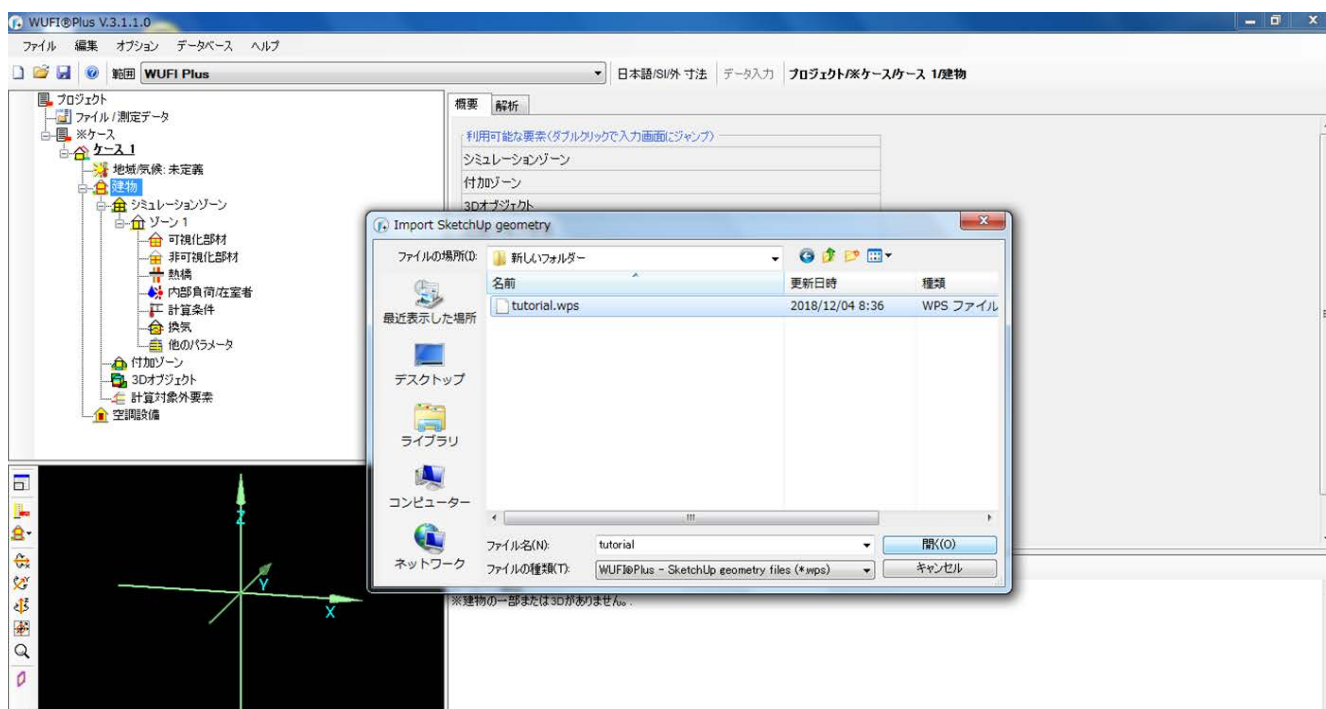 WUFI®Plus V.3.1.1.0
ファイル 編集 オプション データベース ヘルプ
範囲 WUFI Plus 日本語/SI/外 寸法 データ入力 プロジェクト/※ケース/ケース 1/建物
プロジェクト
ファイル / 測定データ
※ケース
ケース 1
地域/気候: 未定義
建物
シミュレーションゾーン
ゾーン 1
可視化部材
非可視化部材
熱橋
内部負荷/在室者
計算条件
換気
他のパラメータ
付加ゾーン
3Dオブジェクト
計算対象外要素
空調設備
概要 解析
利用可能な要素(ダブルクリックで入力画面にジャンプ)
シミュレーションゾーン
付加ゾーン
3Dオブジェクト
Import SketchUp geometry
ファイルの場所(I): 新しいフォルダー
名前 更新日時 種類
tutorial.wps 2018/12/04 8:36 WPS ファイル
最近表示した場所
デスクトップ
ライブラリ
コンピューター
ネットワーク
ファイル名(N): tutorial 開く(O)
ファイルの種類(T): WUFI®Plus - SketchUp geometry files (*.wps) キャンセル
※建物の一部または3Dがありません。.
Z
Y
X